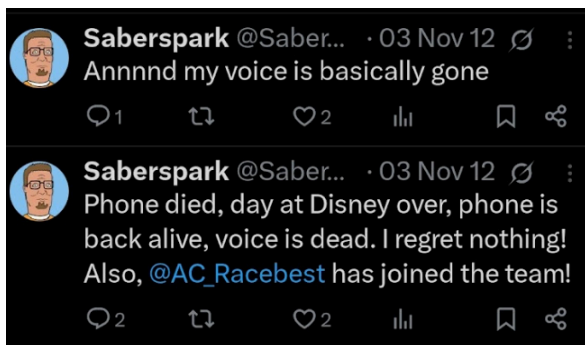 Saberspark @Saber... · 03 Nov 12
Annnnd my voice is basically gone
1 2
Saberspark @Saber... · 03 Nov 12
Phone died, day at Disney over, phone is
back alive, voice is dead. I regret nothing!
Also, @AC_Racebest has joined the team!
2 2